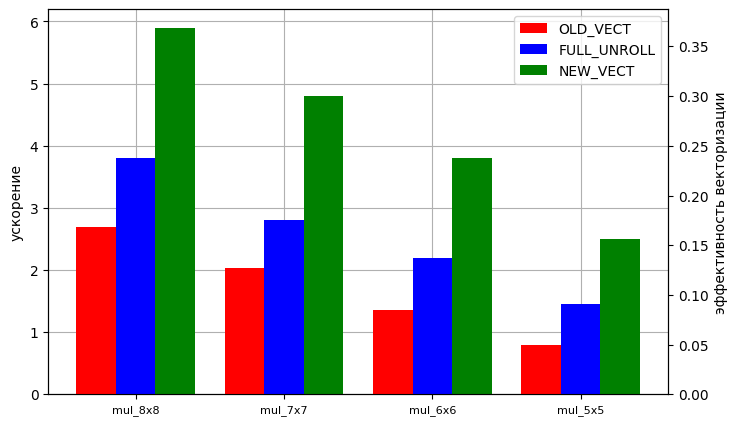 OLD_VECT
FULL_UNROLL
NEW_VECT
ускорение
6
5
4
3
2
1
0
эффективность векторизации
0.35
0.30
0.25
0.20
0.15
0.10
0.05
0.00
mul_8x8 mul_7x7 mul_6x6 mul_5x5